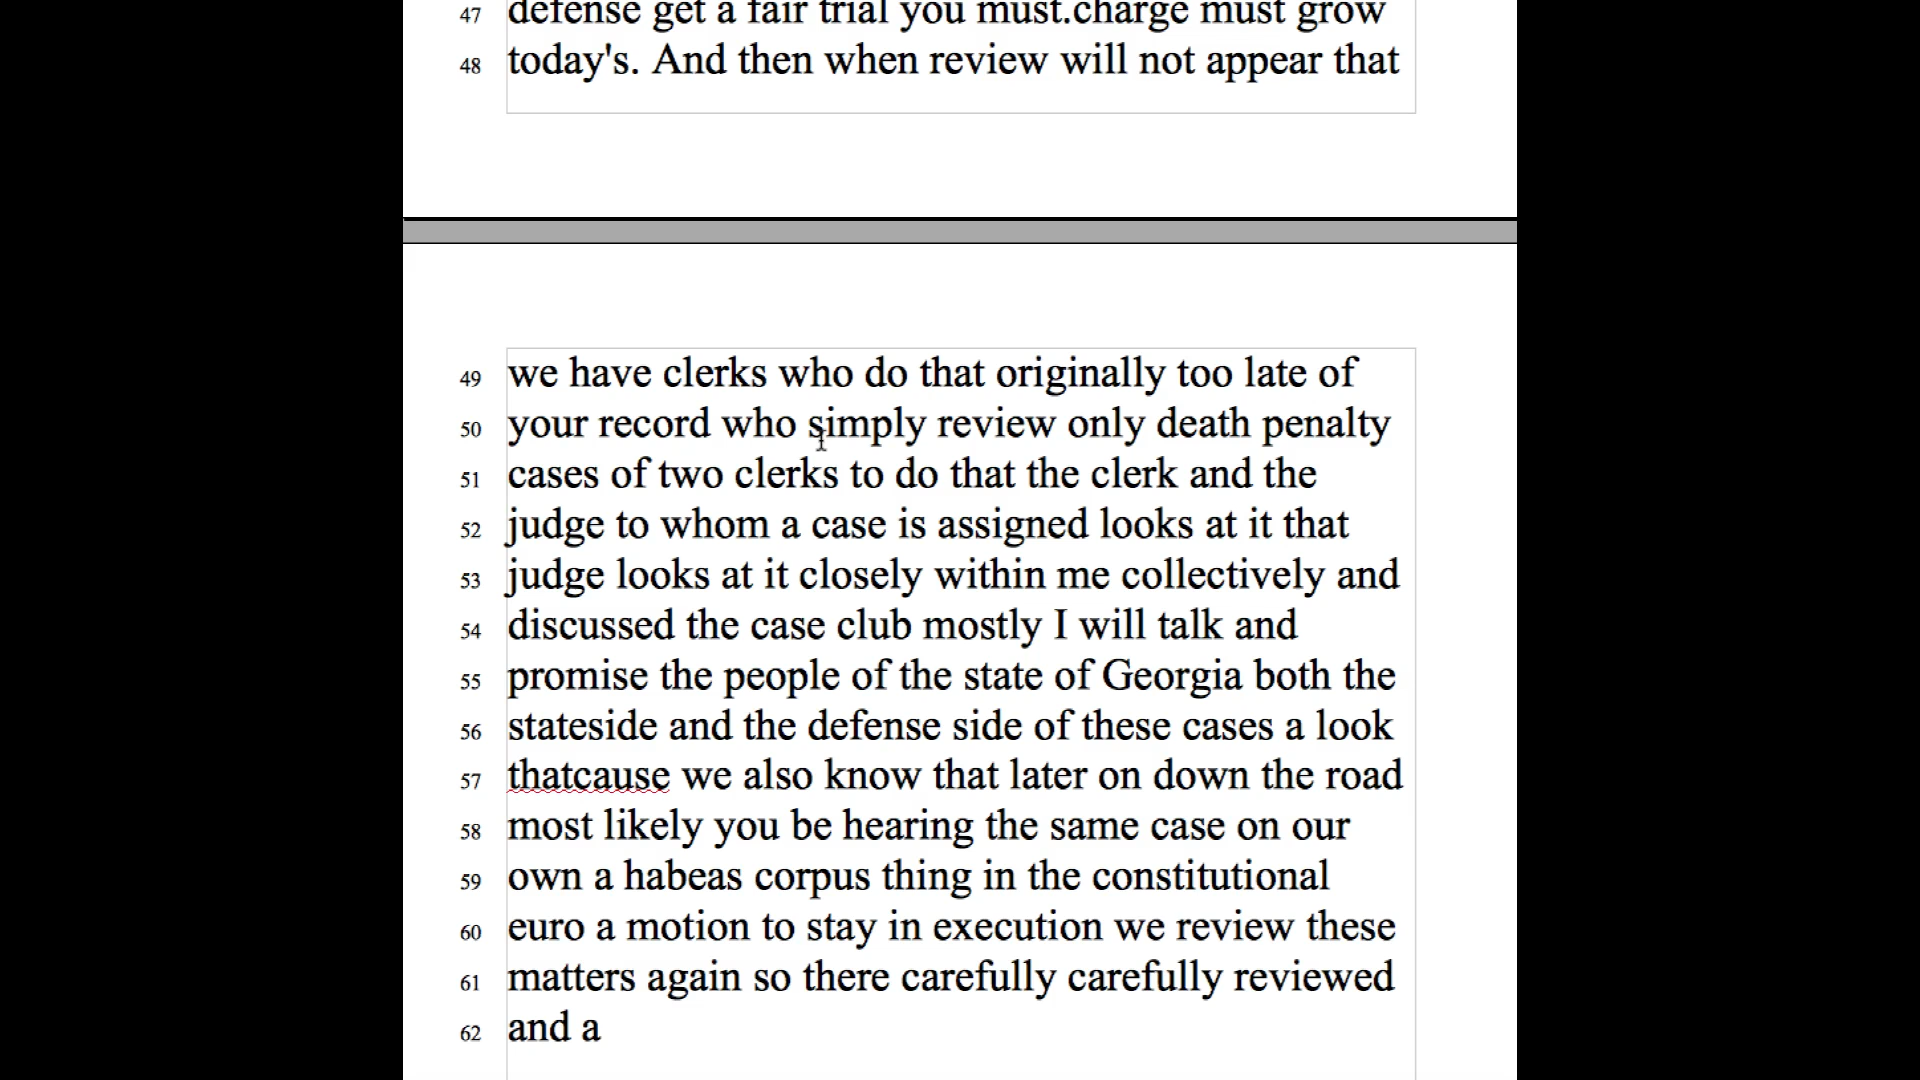 47 defense get a fair trial you must.charge must grow
48 today's. And then when review will not appear that
49 we have clerks who do that originally too late of
50 your record who simply review only death penalty
51 cases of two clerks to do that the clerk and the
52 judge to whom a case is assigned looks at it that
53 judge looks at it closely within me collectively and
54 discussed the case club mostly I will talk and
55 promise the people of the state of Georgia both the
56 stateside and the defense side of these cases a look
57 thatcause we also know that later on down the road
58 most likely you be hearing the same case on our
59 own a habeas corpus thing in the constitutional
60 euro a motion to stay in execution we review these
61 matters again so there carefully carefully reviewed
62 and a